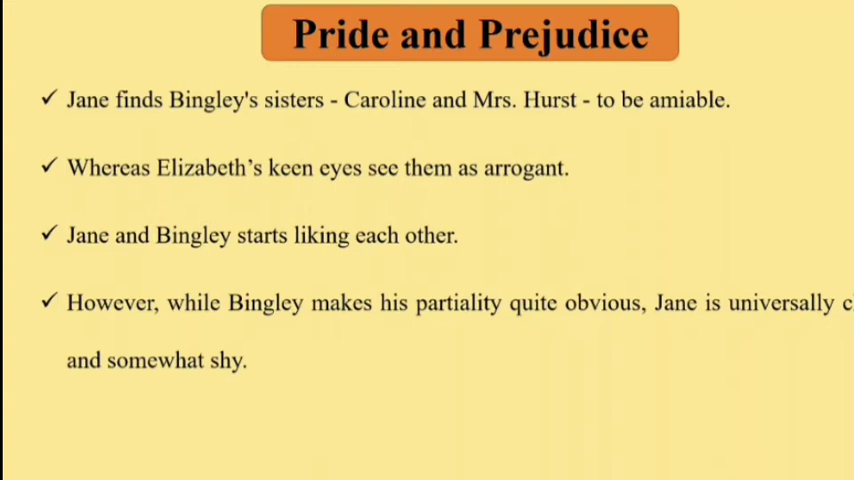 Pride and Prejudice
✓ Jane finds Bingley's sisters - Caroline and Mrs. Hurst - to be amiable.
✓ Whereas Elizabeth’s keen eyes see them as arrogant.
✓ Jane and Bingley starts liking each other.
✓ However, while Bingley makes his partiality quite obvious, Jane is universally
and somewhat shy.